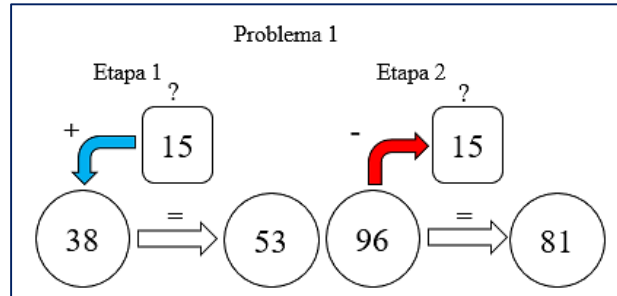 Problema 1
Etapa 1 Etapa 2
? ?
+ 15 - 15
38 = 53 96 = 81